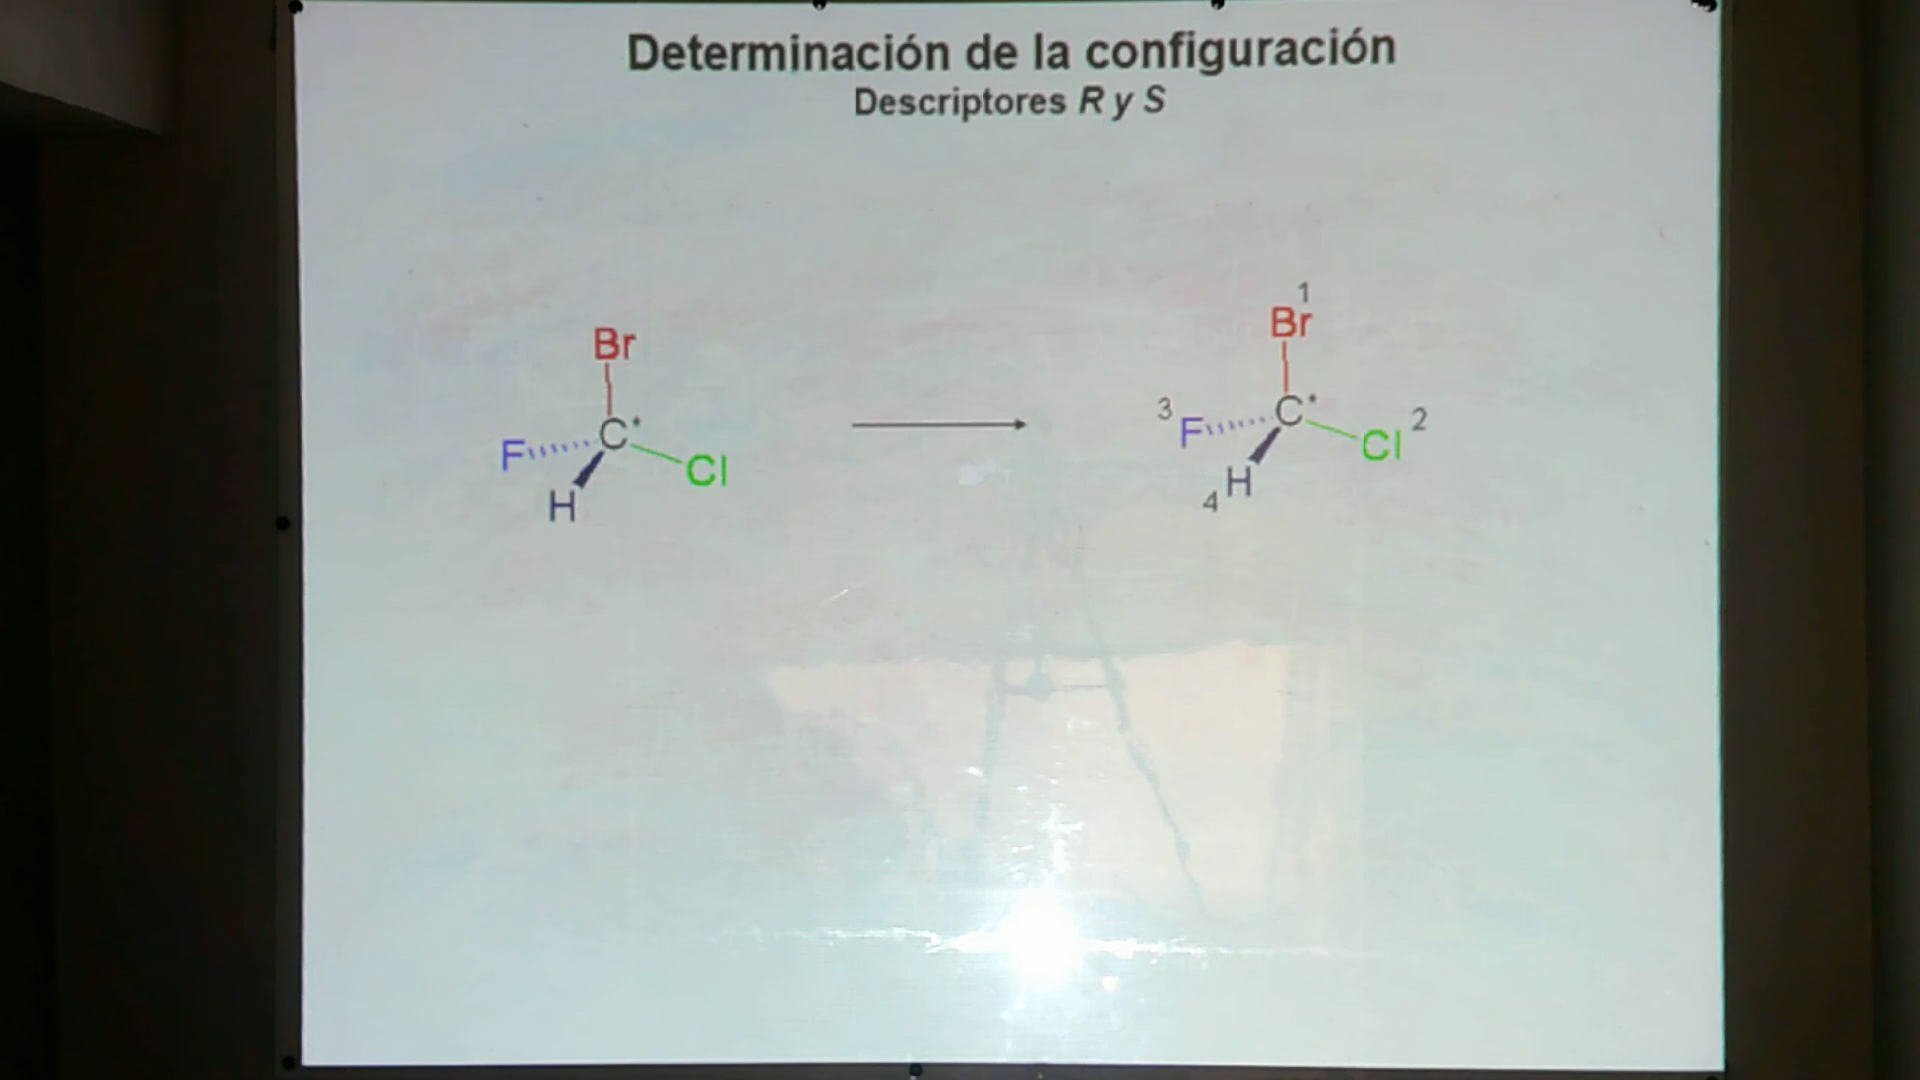 Determinación de la configuración
Descriptores R y S
Br
C*
F
Cl
H
1
Br
C*
3
F
Cl
2
H
4